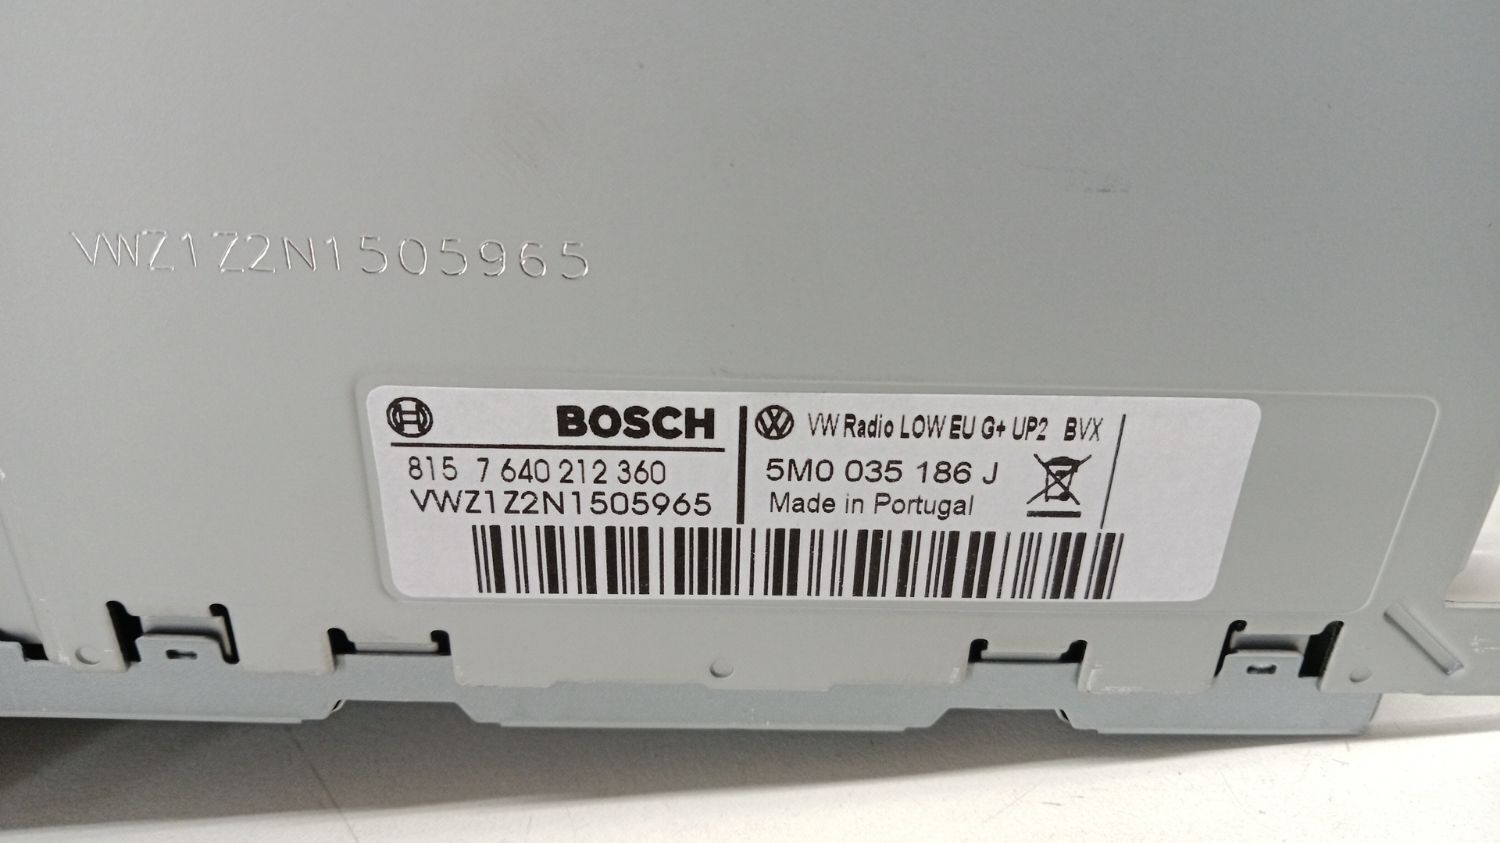 VWZ1Z2N1505965
BOSCH
815 7 640 212 360
VWZ1Z2N1505965
VW Radio LOW EU G+ UP2 BVX
5M0 035 186 J
Made in Portugal